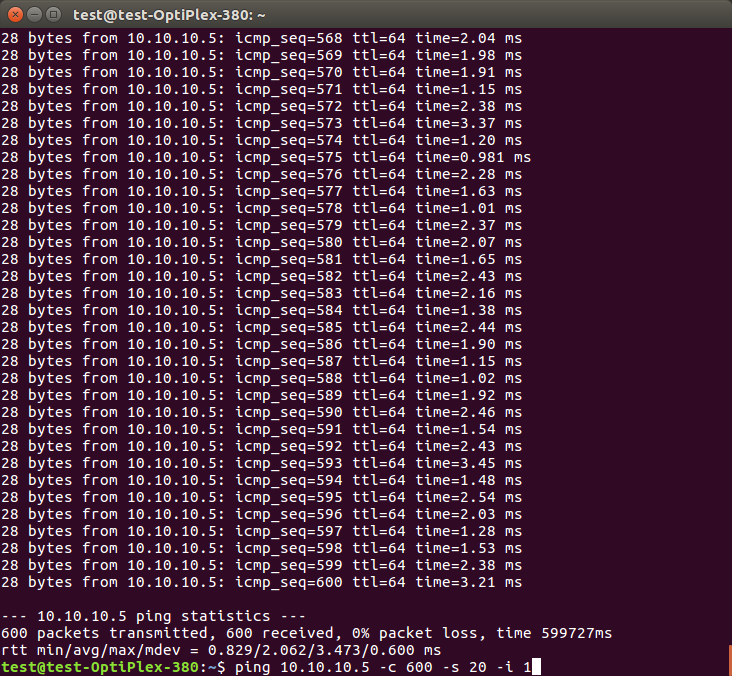 test@test-OptiPlex-380: ~
28 bytes from 10.10.10.5: icmp_seq=568 ttl=64 time=2.04 ms
28 bytes from 10.10.10.5: icmp_seq=569 ttl=64 time=1.98 ms
28 bytes from 10.10.10.5: icmp_seq=570 ttl=64 time=1.91 ms
28 bytes from 10.10.10.5: icmp_seq=571 ttl=64 time=1.15 ms
28 bytes from 10.10.10.5: icmp_seq=572 ttl=64 time=2.38 ms
28 bytes from 10.10.10.5: icmp_seq=573 ttl=64 time=3.37 ms
28 bytes from 10.10.10.5: icmp_seq=574 ttl=64 time=1.20 ms
28 bytes from 10.10.10.5: icmp_seq=575 ttl=64 time=0.981 ms
28 bytes from 10.10.10.5: icmp_seq=576 ttl=64 time=2.28 ms
28 bytes from 10.10.10.5: icmp_seq=577 ttl=64 time=1.63 ms
28 bytes from 10.10.10.5: icmp_seq=578 ttl=64 time=1.01 ms
28 bytes from 10.10.10.5: icmp_seq=579 ttl=64 time=2.37 ms
28 bytes from 10.10.10.5: icmp_seq=580 ttl=64 time=2.07 ms
28 bytes from 10.10.10.5: icmp_seq=581 ttl=64 time=1.65 ms
28 bytes from 10.10.10.5: icmp_seq=582 ttl=64 time=2.43 ms
28 bytes from 10.10.10.5: icmp_seq=583 ttl=64 time=2.16 ms
28 bytes from 10.10.10.5: icmp_seq=584 ttl=64 time=1.38 ms
28 bytes from 10.10.10.5: icmp_seq=585 ttl=64 time=2.44 ms
28 bytes from 10.10.10.5: icmp_seq=586 ttl=64 time=1.90 ms
28 bytes from 10.10.10.5: icmp_seq=587 ttl=64 time=1.15 ms
28 bytes from 10.10.10.5: icmp_seq=588 ttl=64 time=1.02 ms
28 bytes from 10.10.10.5: icmp_seq=589 ttl=64 time=1.92 ms
28 bytes from 10.10.10.5: icmp_seq=590 ttl=64 time=2.46 ms
28 bytes from 10.10.10.5: icmp_seq=591 ttl=64 time=1.54 ms
28 bytes from 10.10.10.5: icmp_seq=592 ttl=64 time=2.43 ms
28 bytes from 10.10.10.5: icmp_seq=593 ttl=64 time=3.45 ms
28 bytes from 10.10.10.5: icmp_seq=594 ttl=64 time=1.48 ms
28 bytes from 10.10.10.5: icmp_seq=595 ttl=64 time=2.54 ms
28 bytes from 10.10.10.5: icmp_seq=596 ttl=64 time=2.03 ms
28 bytes from 10.10.10.5: icmp_seq=597 ttl=64 time=1.28 ms
28 bytes from 10.10.10.5: icmp_seq=598 ttl=64 time=1.53 ms
28 bytes from 10.10.10.5: icmp_seq=599 ttl=64 time=2.38 ms
28 bytes from 10.10.10.5: icmp_seq=600 ttl=64 time=3.21 ms
--- 10.10.10.5 ping statistics ---
600 packets transmitted, 600 received, 0% packet loss, time 599727ms
rtt min/avg/max/mdev = 0.829/2.062/3.473/0.600 ms
test@test-OptiPlex-380:~$ ping 10.10.10.5 -c 600 -s 20 -i 1